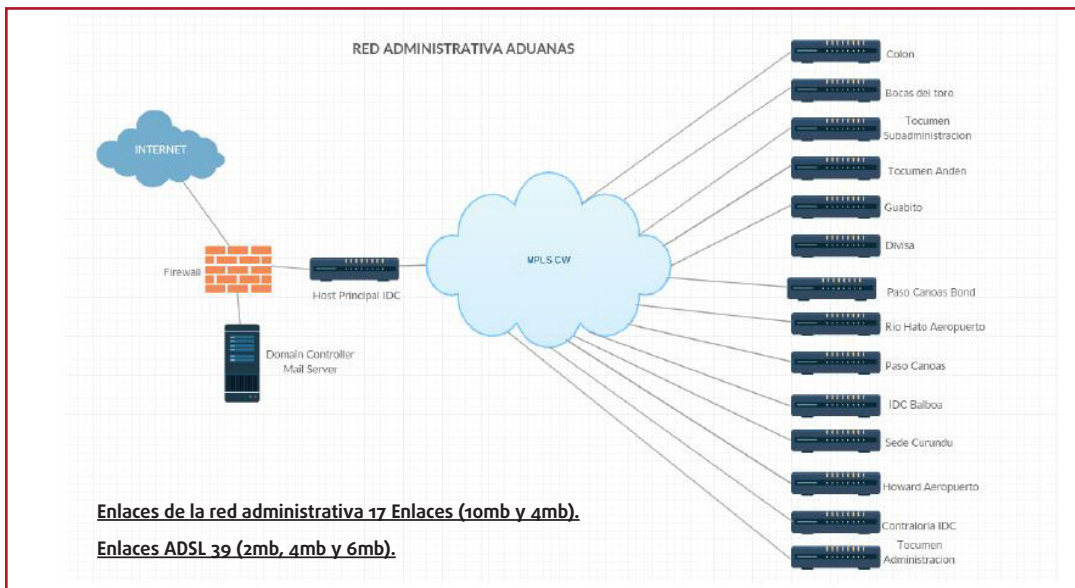 RED ADMINISTRATIVA ADUANAS
INTERNET
Firewall
Host Principal IDC
Domain Controller
Mail Server
MPLS CW
Colon
Bocas del toro
Tocumen
Subadministracion
Tocumen Anden
Guabito
Divisa
Paso Canoas Bond
Rio Hato Aeropuerto
Paso Canoas
IDC Balboa
Sede Curundu
Howard Aeropuerto
Contraloria IDC
Tocumen
Administracion
Enlaces de la red administrativa 17 Enlaces (10mb y 4mb).
Enlaces ADSL 39 (2mb, 4mb y 6mb).